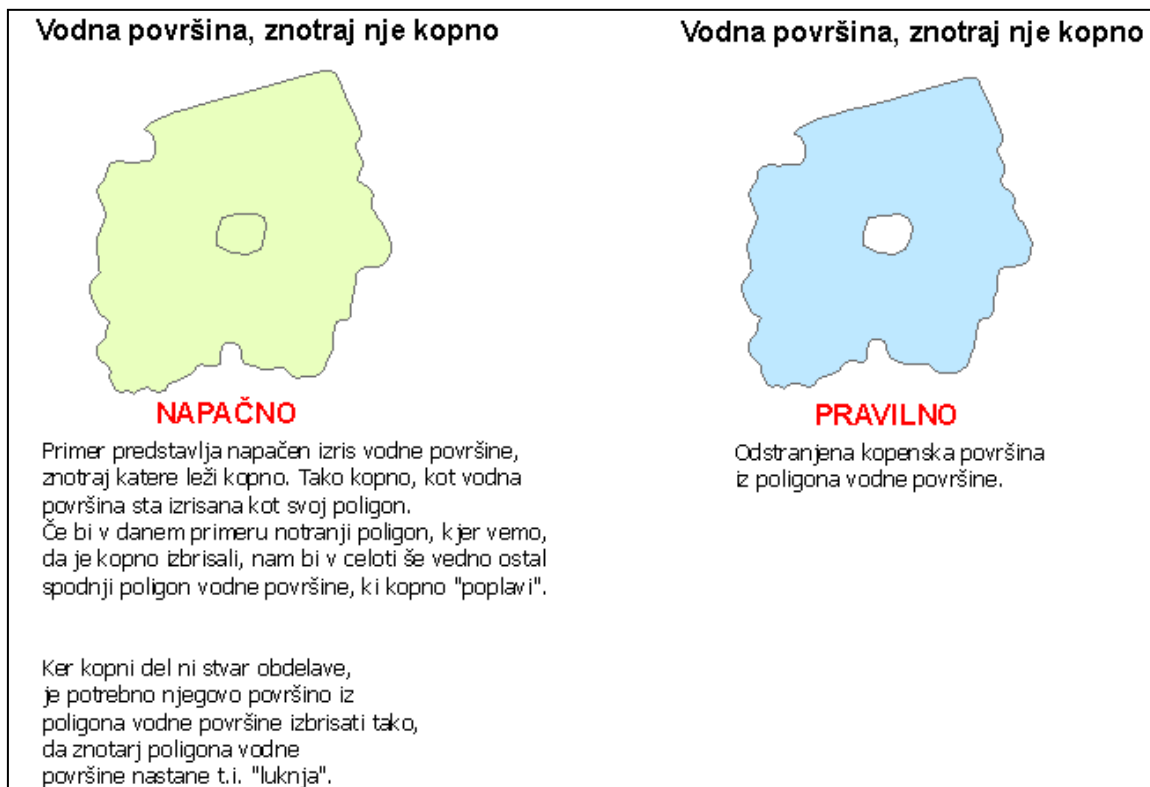 Vodna površina, znotraj nje kopno
NAPAČNO
Primer predstavlja napačen izris vodne površine,
znotraj katere leži kopno. Tako kopno, kot vodna
površina sta izrisana kot svoj poligon.
Če bi v danem primeru notranji poligon, kjer vemo,
da je kopno izbrisali, nam bi v celoti še vedno ostal
spodnji poligon vodne površine, ki kopno "poplavi".
Ker kopni del ni stvar obdelave,
je potrebno njegovo površino iz
poligona vodne površine izbrisati tako,
da znotarj poligona vodne
površine nastane t.i. "luknja".
Vodna površina, znotraj nje kopno
PRAVILNO
Odstranjena kopenska površina
iz poligona vodne površine.